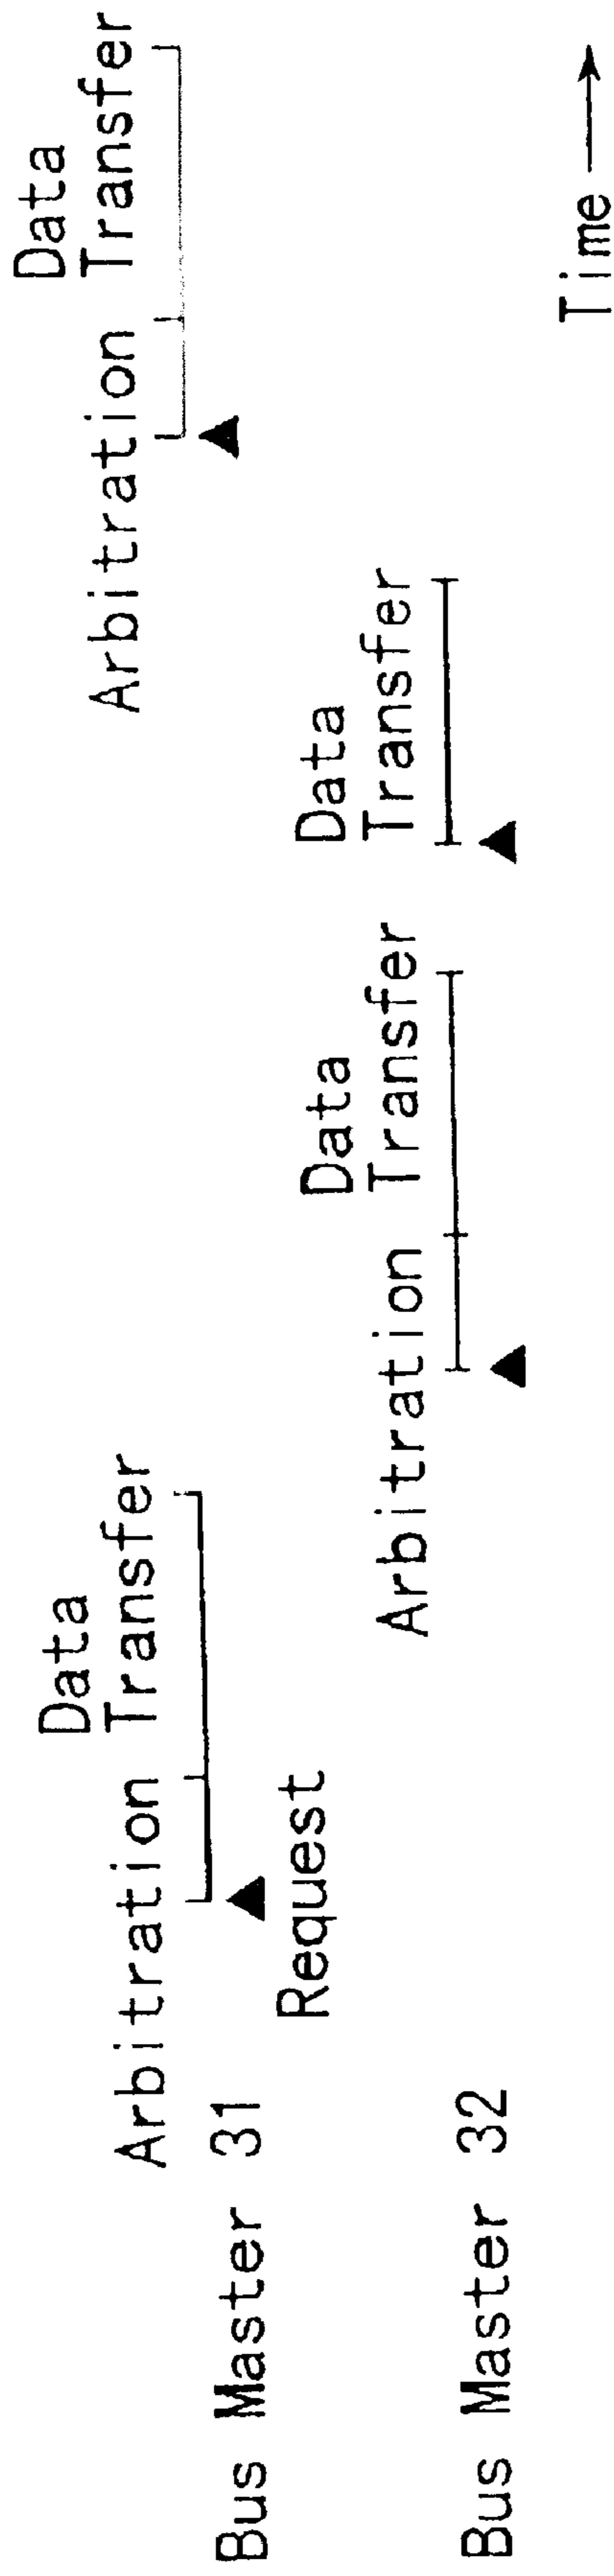 Arbitration
Data
Transfer
Arbitration
Data
Transfer
Bus Master 31
Request
Arbitration
Data
Transfer
Data
Transfer
Bus Master 32
Time